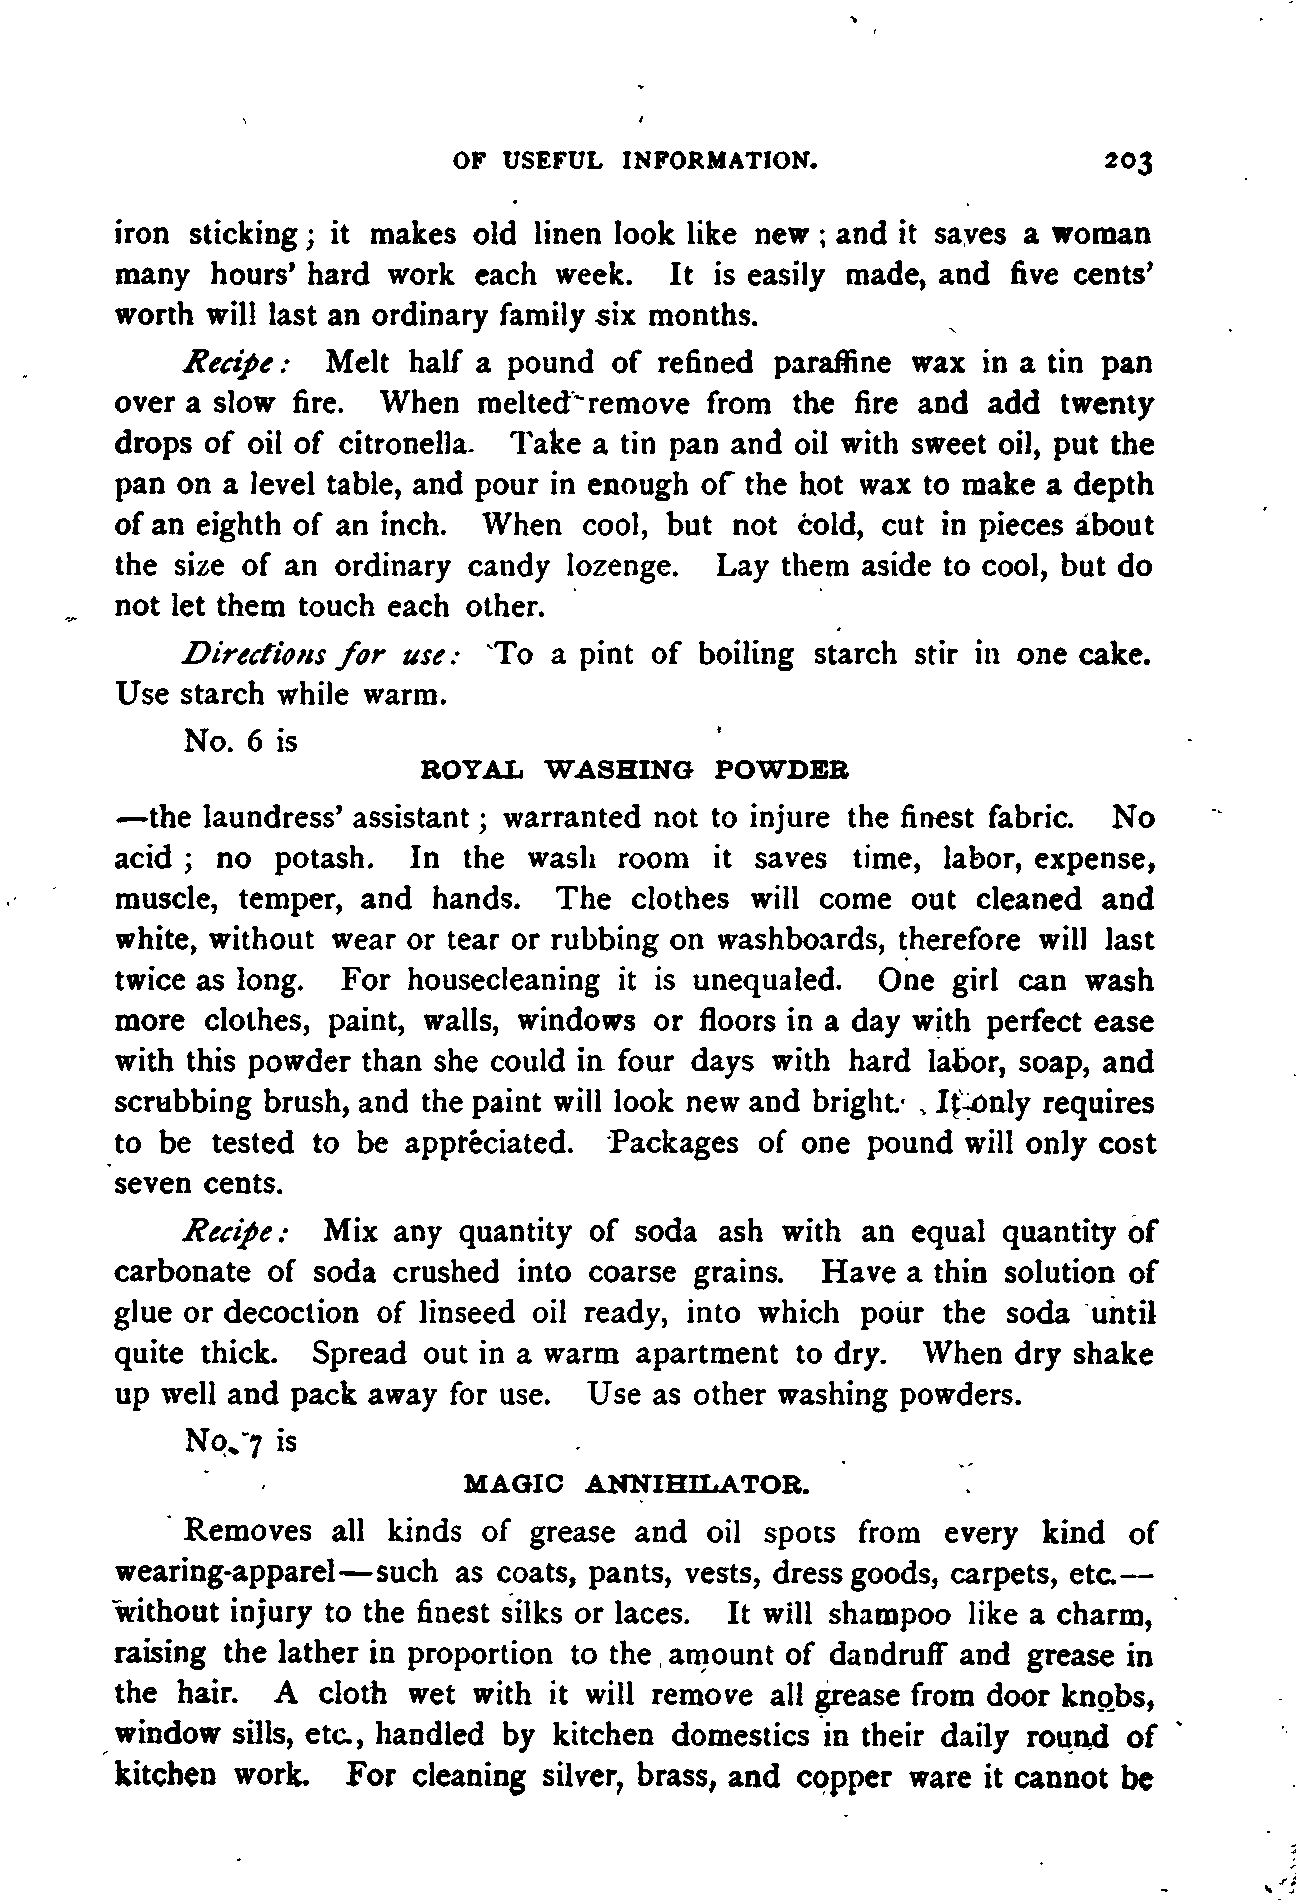 OF USEFUL INFORMATION. 203
iron sticking; it makes old linen look like new; and it saves a woman
many hours' hard work each week. It is easily made, and five cents'
worth will last an ordinary family six months.
Recipe: Melt half a pound of refined paraffine wax in a tin pan
over a slow fire. When melted remove from the fire and add twenty
drops of oil of citronella. Take a tin pan and oil with sweet oil, put the
pan on a level table, and pour in enough of the hot wax to make a depth
of an eighth of an inch. When cool, but not cold, cut in pieces about
the size of an ordinary candy lozenge. Lay them aside to cool, but do
not let them touch each other.
Directions for use: To a pint of boiling starch stir in one cake.
Use starch while warm.
No. 6 is
ROYAL WASHING POWDER
—the laundress' assistant; warranted not to injure the finest fabric. No
acid; no potash. In the wash room it saves time, labor, expense,
muscle, temper, and hands. The clothes will come out cleaned and
white, without wear or tear or rubbing on washboards, therefore will last
twice as long. For housecleaning it is unequaled. One girl can wash
more clothes, paint, walls, windows or floors in a day with perfect ease
with this powder than she could in four days with hard labor, soap, and
scrubbing brush, and the paint will look new and bright. It only requires
to be tested to be appreciated. Packages of one pound will only cost
seven cents.
Recipe: Mix any quantity of soda ash with an equal quantity of
carbonate of soda crushed into coarse grains. Have a thin solution of
glue or decoction of linseed oil ready, into which pour the soda until
quite thick. Spread out in a warm apartment to dry. When dry shake
up well and pack away for use. Use as other washing powders.
No. 7 is
MAGIC ANNIHILATOR.
Removes all kinds of grease and oil spots from every kind of
wearing-apparel—such as coats, pants, vests, dress goods, carpets, etc.—
without injury to the finest silks or laces. It will shampoo like a charm,
raising the lather in proportion to the amount of dandruff and grease in
the hair. A cloth wet with it will remove all grease from door knobs,
window sills, etc., handled by kitchen domestics in their daily round of
kitchen work. For cleaning silver, brass, and copper ware it cannot be